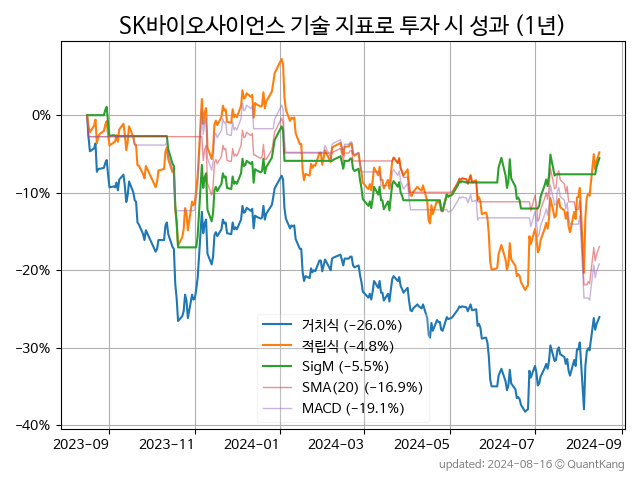 SK바이오사이언스 기술 지표로 투자 시 성과 (1년)
0%
−10%
−20%
−30%
−40%
거치식 (−26.0%)
적립식 (−4.8%)
SigM (−5.5%)
SMA(20) (−16.9%)
MACD (−19.1%)
2023−09 2023−11 2024−01 2024−03 2024−05 2024−07 2024−09
updated: 2024-08-16 © QuantKang